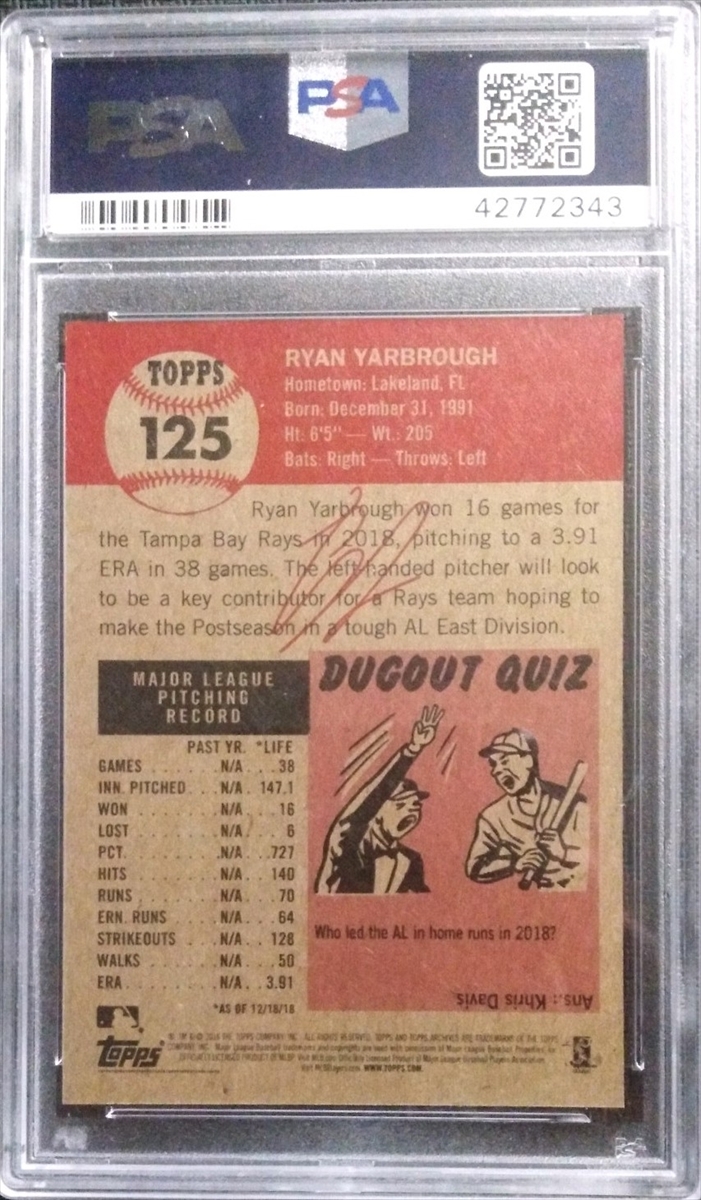 PSA
PSA
42772343
TOPPS
125
RYAN YARBROUGH
Hometown: Lakeland, FL
Born: December 31, 1991
Ht: 6'5" — Wt.: 205
Bats: Right — Throws: Left
Ryan Yarbrough won 16 games for
the Tampa Bay Rays in 2018, pitching to a 3.91
ERA in 38 games. The left-handed pitcher will look
to be a key contributor for a Rays team hoping to
make the Postseason in a tough AL East Division.
MAJOR LEAGUE
PITCHING
RECORD
PAST YR. *LIFE
GAMES . . . . . . . N/A . . . 38
INN. PITCHED . . . N/A . 147.1
WON . . . . . . . . N/A . . . 16
LOST . . . . . . . . N/A . . . 6
PCT. . . . . . . . . N/A . . .727
HITS . . . . . . . . N/A . . 140
RUNS . . . . . . . N/A . . . 70
ERN. RUNS . . . . N/A . . . 64
STRIKEOUTS . . . N/A . . 128
WALKS . . . . . . N/A . . . 50
ERA . . . . . . . . N/A . . 3.91
*AS OF 12/18/18
DUGOUT QUIZ
Who led the AL in home runs in 2018?
Ans.: Khris Davis
topps
WWW.TOPPS.COM